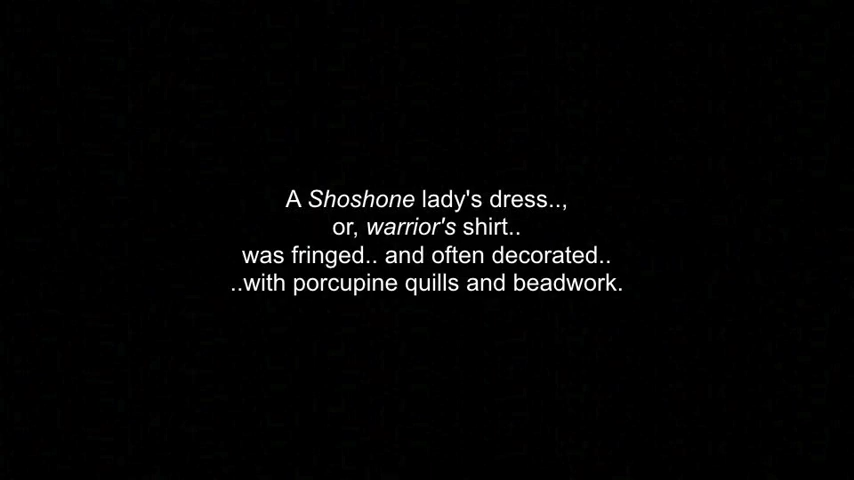 A Shoshone lady's dress..,
or, warrior's shirt..
was fringed.. and often decorated..
..with porcupine quills and beadwork.